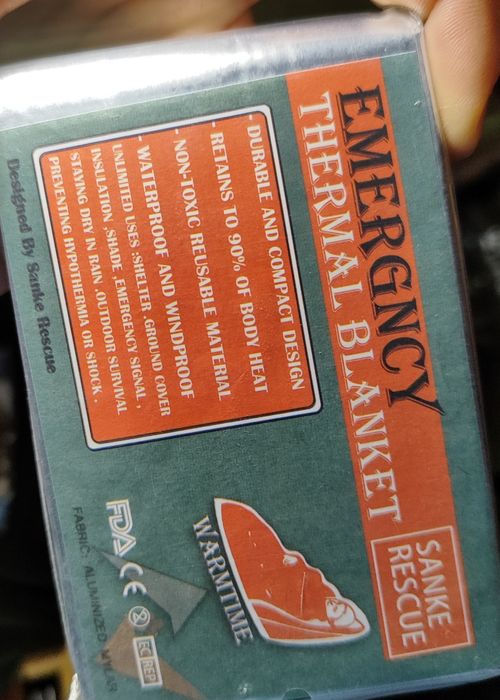 EMERGNCY
THERMAL BLANKET
SANKE
RESCUE
- DURABLE AND COMPACT DESIGN
- RETAINS TO 90% OF BODY HEAT
- NON-TOXIC REUSABLE MATERIAL
- WATERPROOF AND WINDPROOF
UNLIMITED USES :SHELTER ,GROUND COVER
INSULATION ,SHADE ,EMERGENCY SIGNAL ,
STAYING DRY IN RAIN ,OUTDOOR SURVIVAL
PREVENTING HYPOTHERMIA OR SHOCK.
WARMTIME
FDA CE EC REP
FABRIC: ALUMINIZED MYLAR
Designed By Sanke Rescue